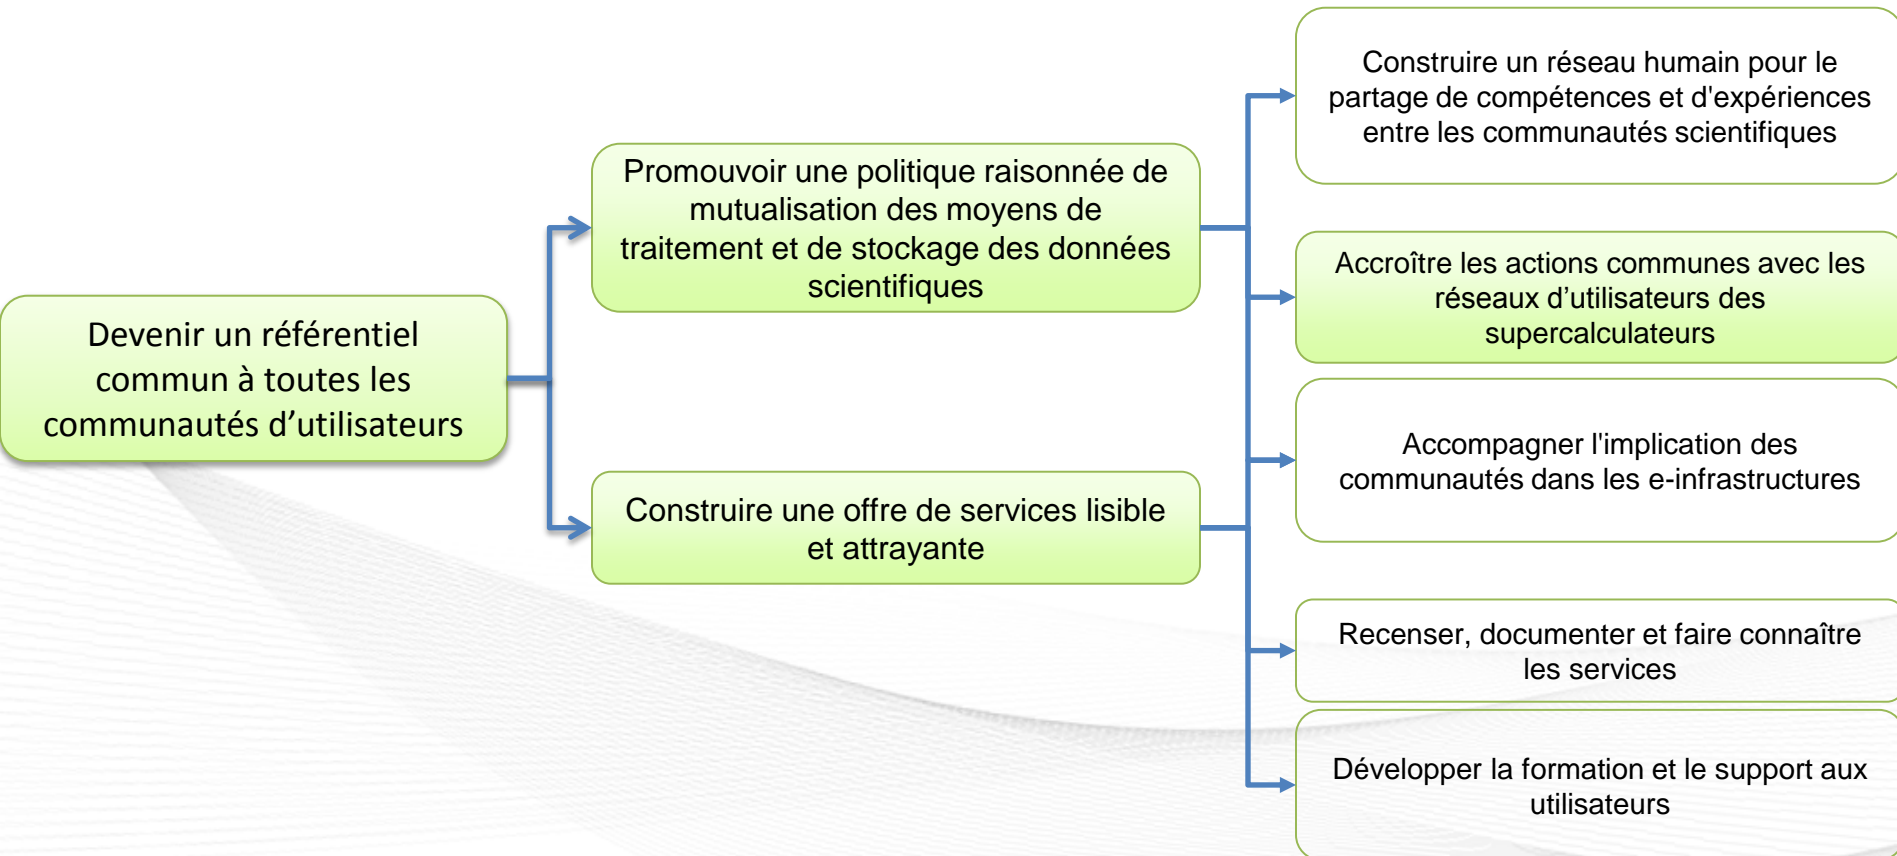 Devenir un référentiel
commun à toutes les
communautés d’utilisateurs
Promouvoir une politique raisonnée de
mutualisation des moyens de
traitement et de stockage des données
scientifiques
Construire une offre de services lisible
et attrayante
Construire un réseau humain pour le
partage de compétences et d'expériences
entre les communautés scientifiques
Accroître les actions communes avec les
réseaux d’utilisateurs des
supercalculateurs
Accompagner l'implication des
communautés dans les e-infrastructures
Recenser, documenter et faire connaître
les services
Développer la formation et le support aux
utilisateurs